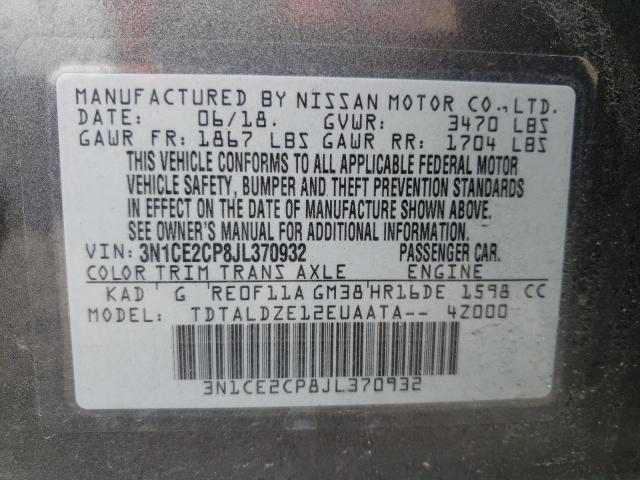 MANUFACTURED BY NISSAN MOTOR CO., LTD.
DATE: 06/18. GVWR: 3470 LBS
GAWR FR: 1867 LBS GAWR RR: 1704 LBS
THIS VEHICLE CONFORMS TO ALL APPLICABLE FEDERAL MOTOR
VEHICLE SAFETY, BUMPER AND THEFT PREVENTION STANDARDS
IN EFFECT ON THE DATE OF MANUFACTURE SHOWN ABOVE.
SEE OWNER'S MANUAL FOR ADDITIONAL INFORMATION.
VIN: 3N1CE2CP8JL370932 PASSENGER CAR.
COLOR TRIM TRANS AXLE ENGINE
KAD G RE0F11A GM38 HR16DE 1598 CC
MODEL: TDTALDZE12EUAATA-- 4Z000
3N1CE2CP8JL370932